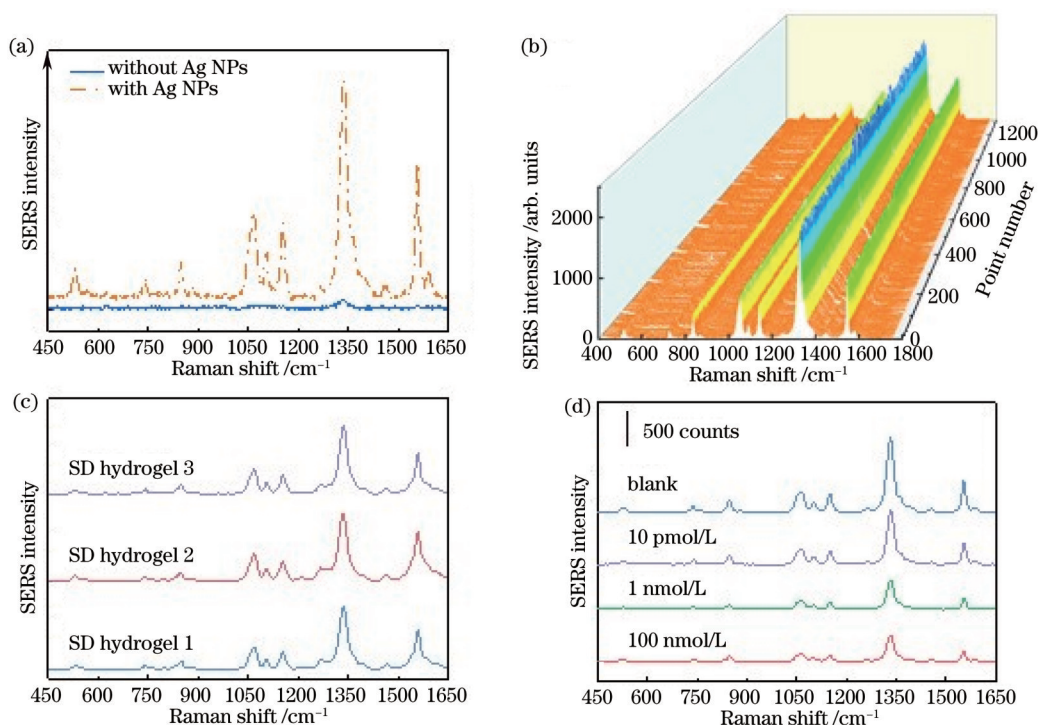 (a)
without Ag NPs
with Ag NPs
SERS intensity
450 600 750 900 1050 1200 1350 1500 1650
Raman shift /cm⁻¹
(b)
SERS intensity /arb. units
2000
1000
0
400 600 800 1000 1200 1400 1600 1800
Raman shift /cm⁻¹
0
200
400
600
800
1000
1200
Point number
(c)
SD hydrogel 3
SD hydrogel 2
SD hydrogel 1
SERS intensity
450 600 750 900 1050 1200 1350 1500 1650
Raman shift /cm⁻¹
(d)
500 counts
blank
10 pmol/L
1 nmol/L
100 nmol/L
SERS intensity
450 600 750 900 1050 1200 1350 1500 1650
Raman shift /cm⁻¹